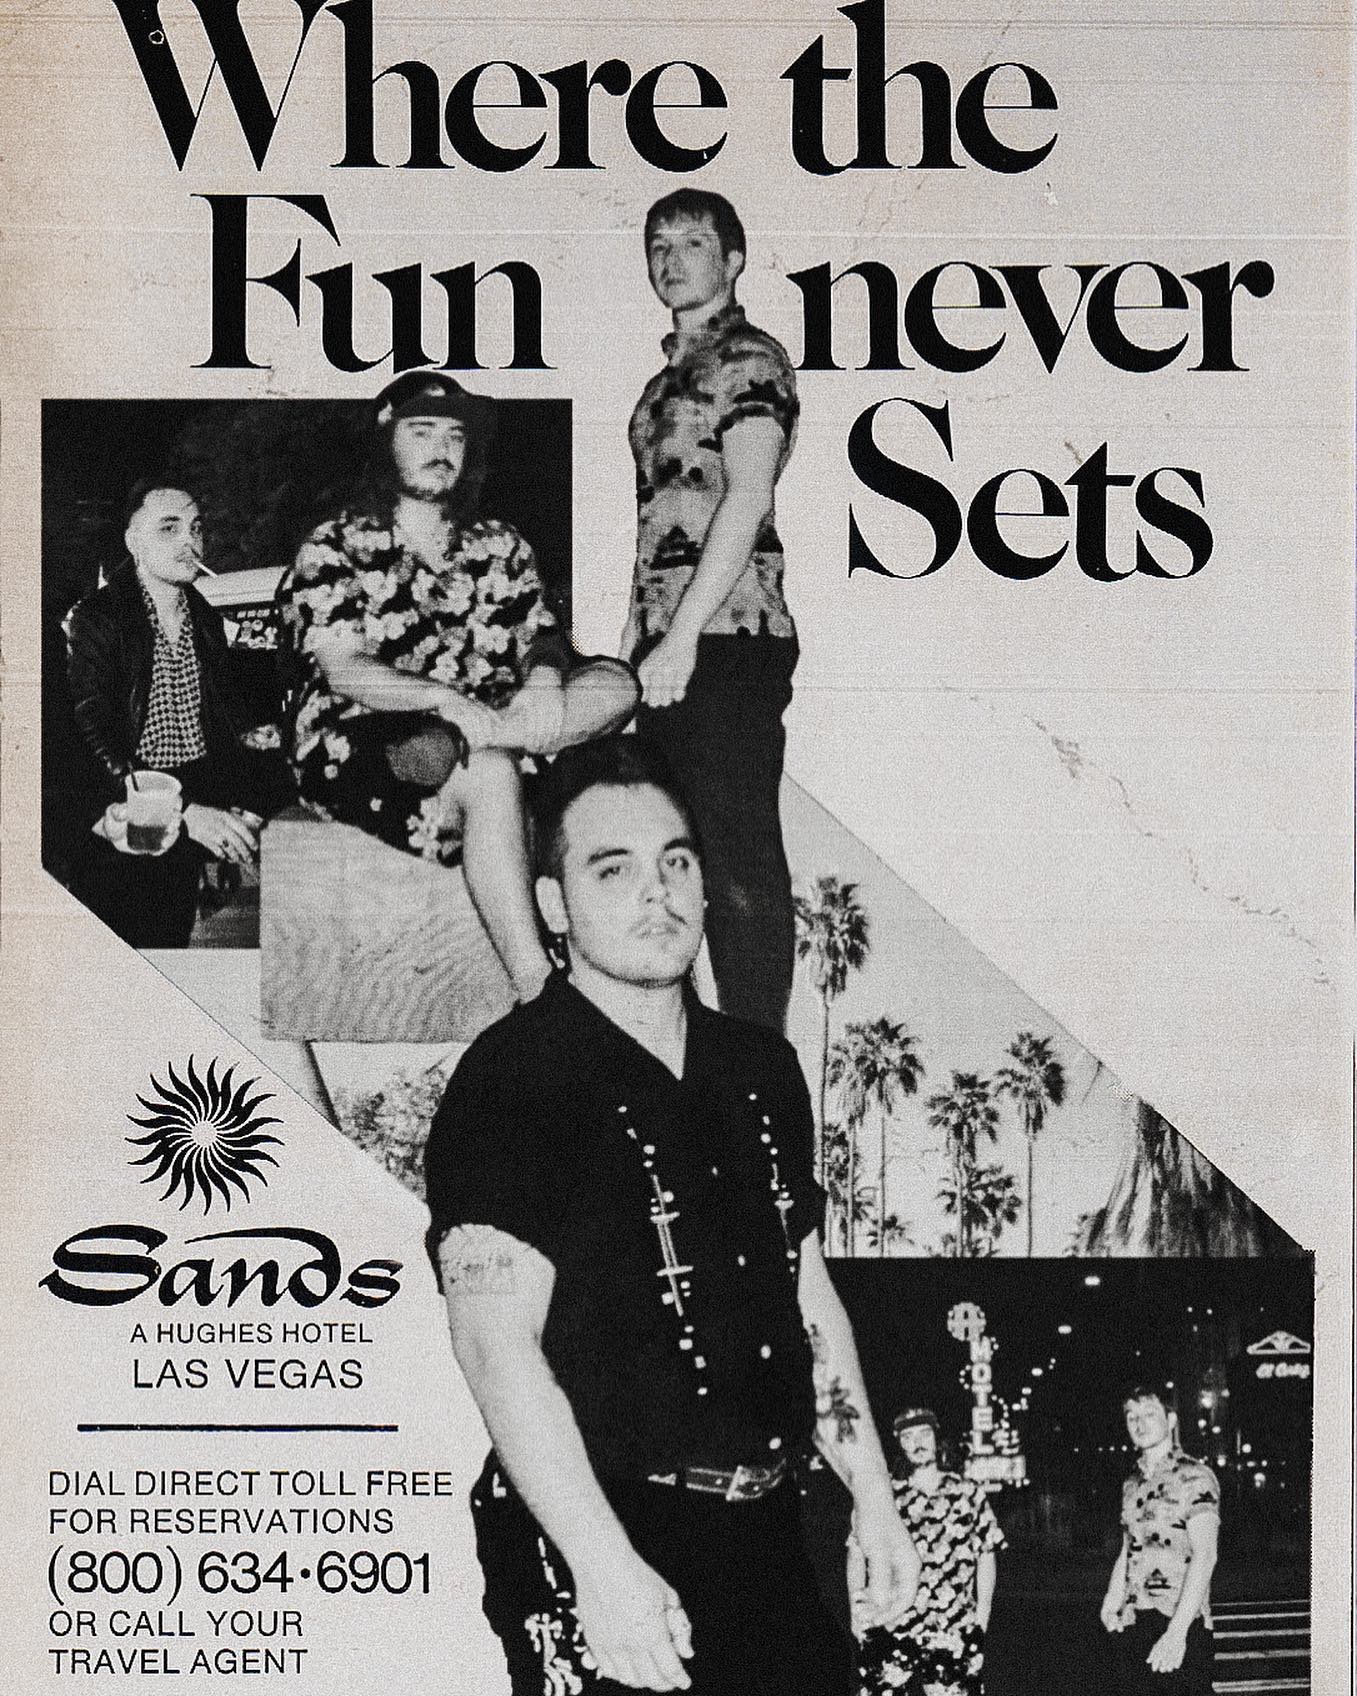 Where the
Fun never
Sets
Sands
A HUGHES HOTEL
LAS VEGAS
DIAL DIRECT TOLL FREE
FOR RESERVATIONS
(800) 634•6901
OR CALL YOUR
TRAVEL AGENT
MOTEL